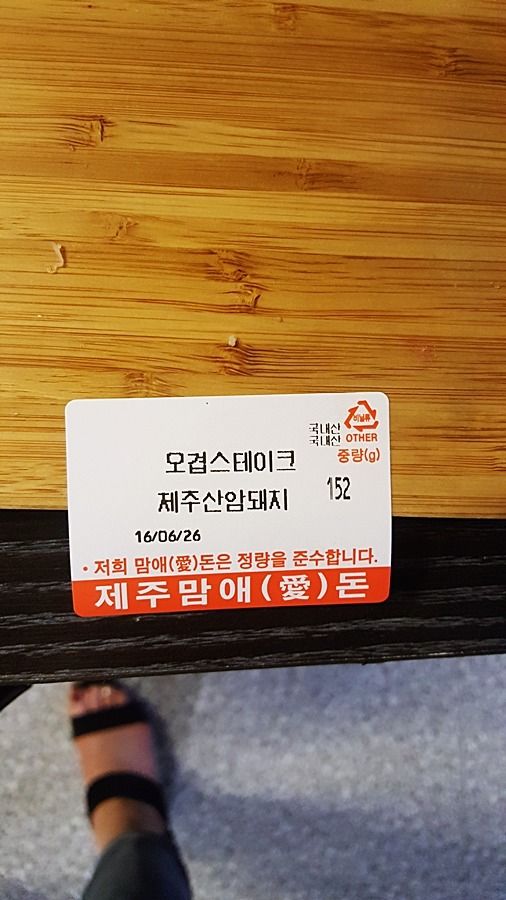 국내산
국내산
비닐류
OTHER
오겹스테이크
중량(g)
제주산암돼지
152
16/06/26
• 저희 맘애(愛)돈은 정량을 준수합니다.
제주맘애(愛)돈